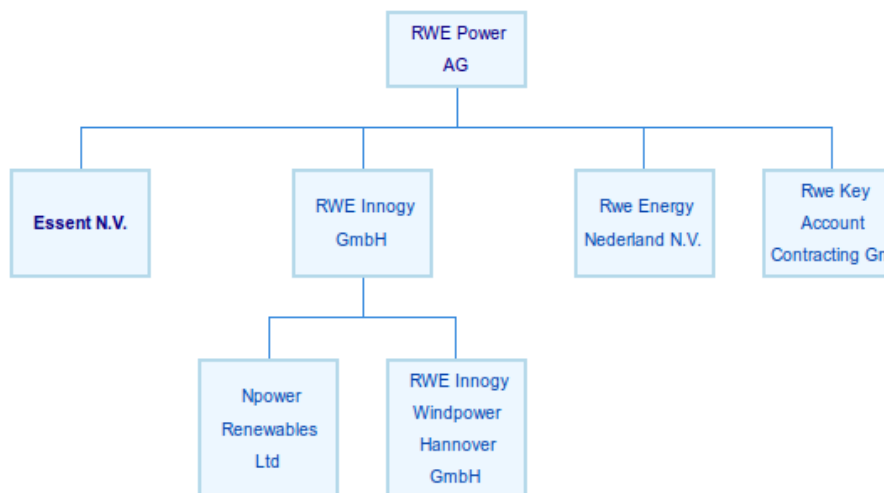 RWE Power
AG
Essent N.V.
RWE Innogy
GmbH
Rwe Energy
Nederland N.V.
Rwe Key
Account
Contracting
Npower
Renewables
Ltd
RWE Innogy
Windpower
Hannover
GmbH